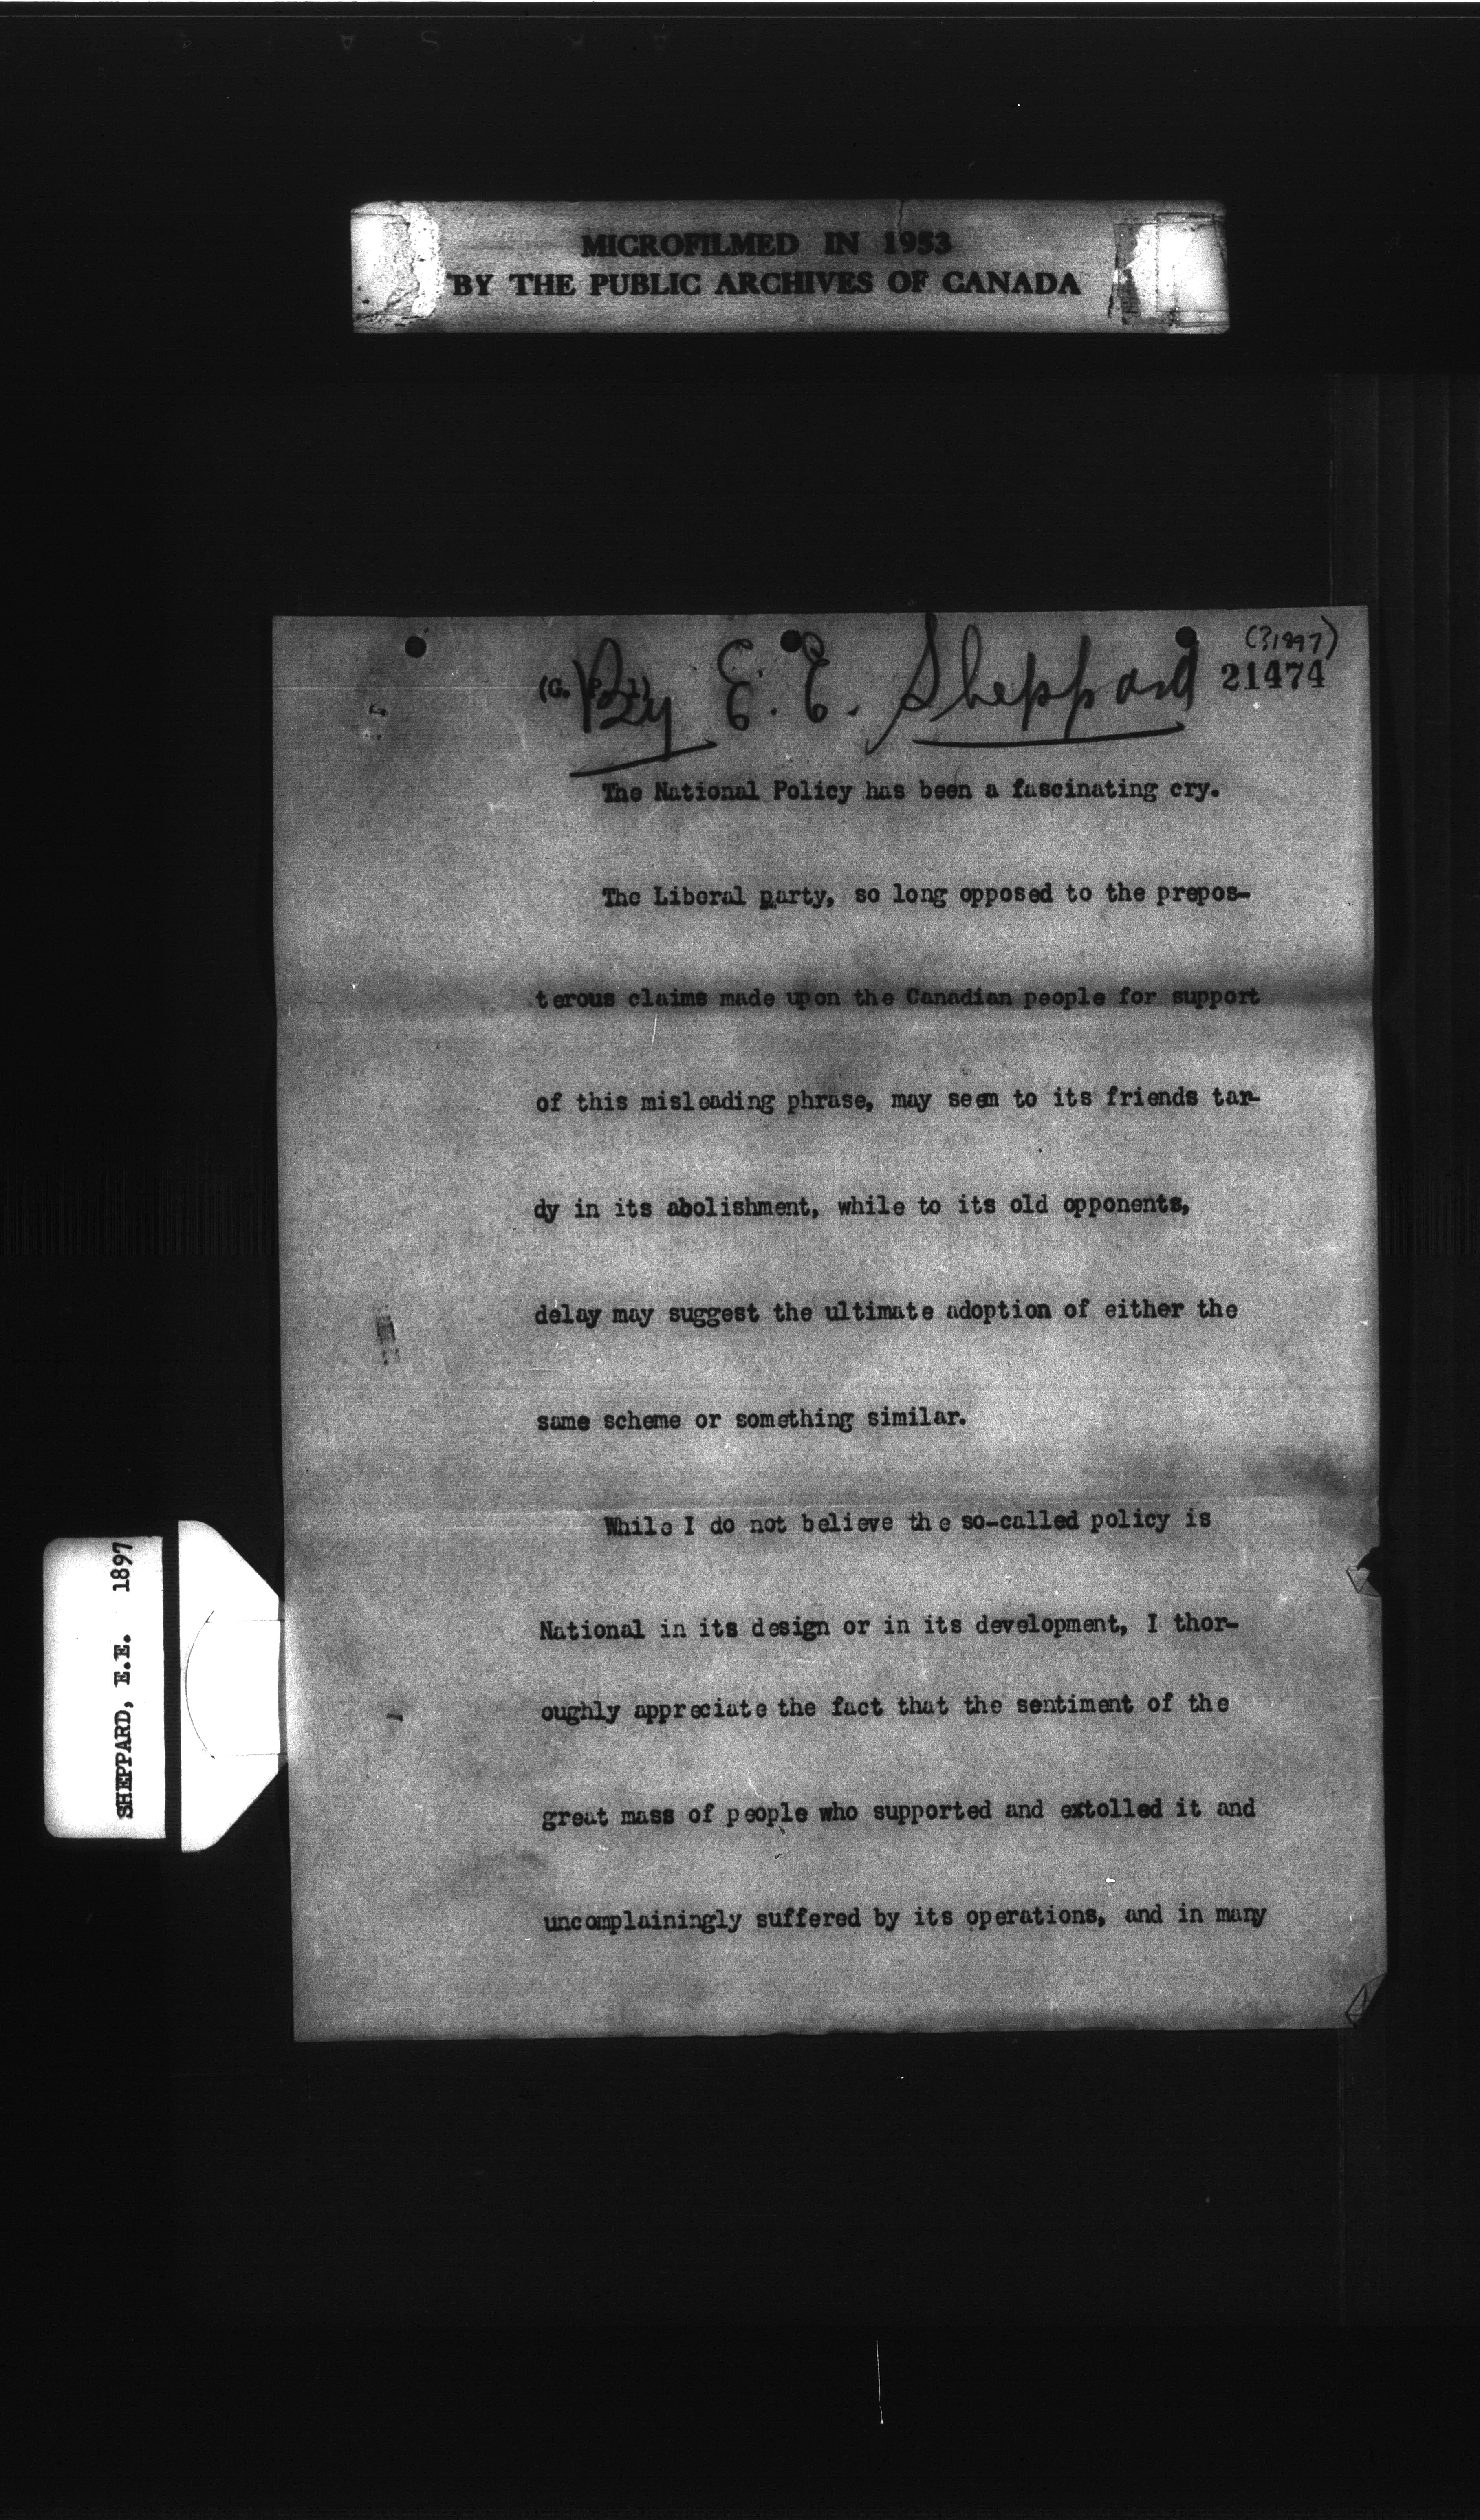 MICROFILMED IN 1953
BY THE PUBLIC ARCHIVES OF CANADA
(?1897)
21474
By E. E. Sheppard
The National Policy has been a fascinating cry.
The Liberal party, so long opposed to the prepos-
terous claims made upon the Canadian people for support
of this misleading phrase, may seem to its friends tar-
dy in its abolishment, while to its old opponents,
delay may suggest the ultimate adoption of either the
same scheme or something similar.
While I do not believe the so-called policy is
National in its design or in its development, I thor-
oughly appreciate the fact that the sentiment of the
great mass of people who supported and extolled it and
uncomplainingly suffered by its operations, and in many
SHEPPARD, E.E. 1897